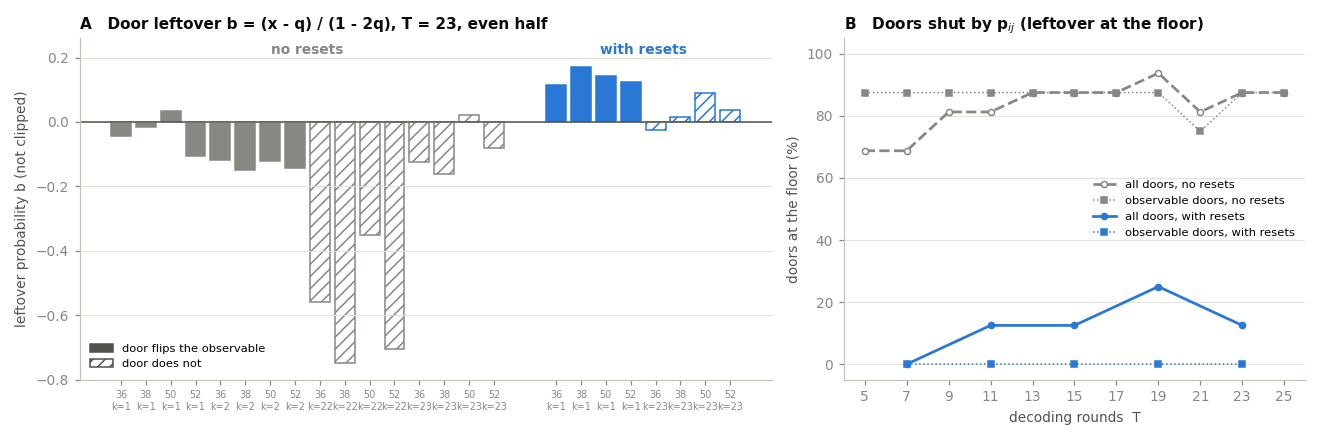 A Door leftover b = (x - q) / (1 - 2q), T = 23, even half
no resets
with resets
leftover probability b (not clipped)
0.2
0.0
−0.2
−0.4
−0.6
−0.8
door flips the observable
door does not
36 38 50 52 36 38 50 52 36 38 50 52 36 38 50 52 36 38 50 52 36 38 50 52
k=1 k=1 k=1 k=1 k=2 k=2 k=2 k=2 k=22 k=22 k=22 k=22 k=23 k=23 k=23 k=23 k=1 k=1 k=1 k=1 k=23 k=23 k=23 k=23
B Doors shut by pij (leftover at the floor)
doors at the floor (%)
100
80
60
40
20
0
all doors, no resets
observable doors, no resets
all doors, with resets
observable doors, with resets
5 7 9 11 13 15 17 19 21 23 25
decoding rounds T